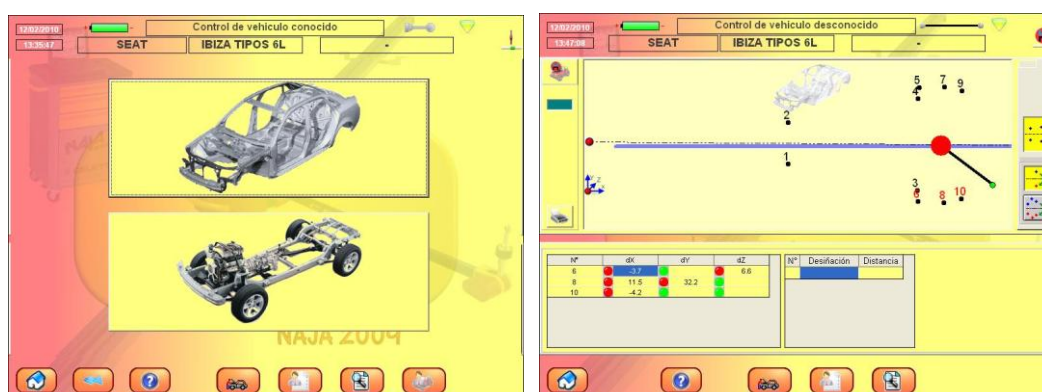 12/02/2010
Control de vehiculo conocido
13:35:47
SEAT
IBIZA TIPOS 6L
-
NAJA 2009
12/02/2010
Control de vehiculo desconocido
13:47:08
SEAT
IBIZA TIPOS 6L
-
5 7 9
4
2
1
3
6 8 10
Y Z
X
N° dX dY dZ
6 -3.7 6.6
8 11.5 32.2
10 -4.2
N° Desiñación Distancia